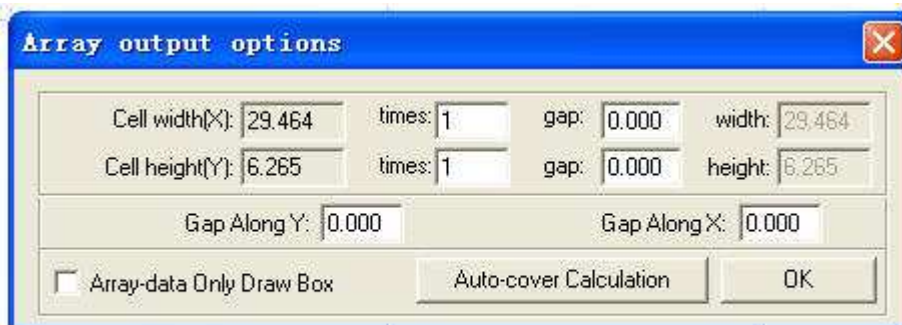 Array output options
Cell width(X): 29.464 times: 1 gap: 0.000 width: 29.464
Cell height(Y): 6.265 times: 1 gap: 0.000 height: 6.265
Gap Along Y: 0.000 Gap Along X: 0.000
Array-data Only Draw Box Auto-cover Calculation OK